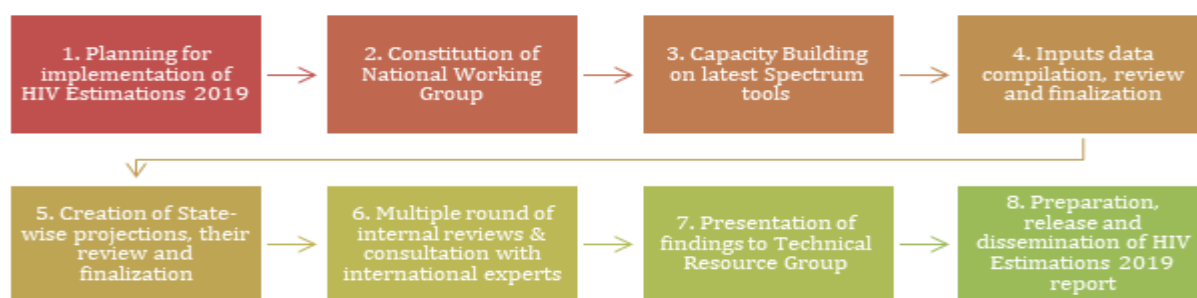 1. Planning for
implementation of
HIV Estimations 2019
2. Constitution of
National Working
Group
3. Capacity Building
on latest Spectrum
tools
4. Inputs data
compilation, review
and finalization
5. Creation of State-
wise projections, their
review and
finalization
6. Multiple round of
internal reviews &
consultation with
international experts
7. Presentation of
findings to Technical
Resource Group
8. Preparation,
release and
dissemination of HIV
Estimations 2019
report